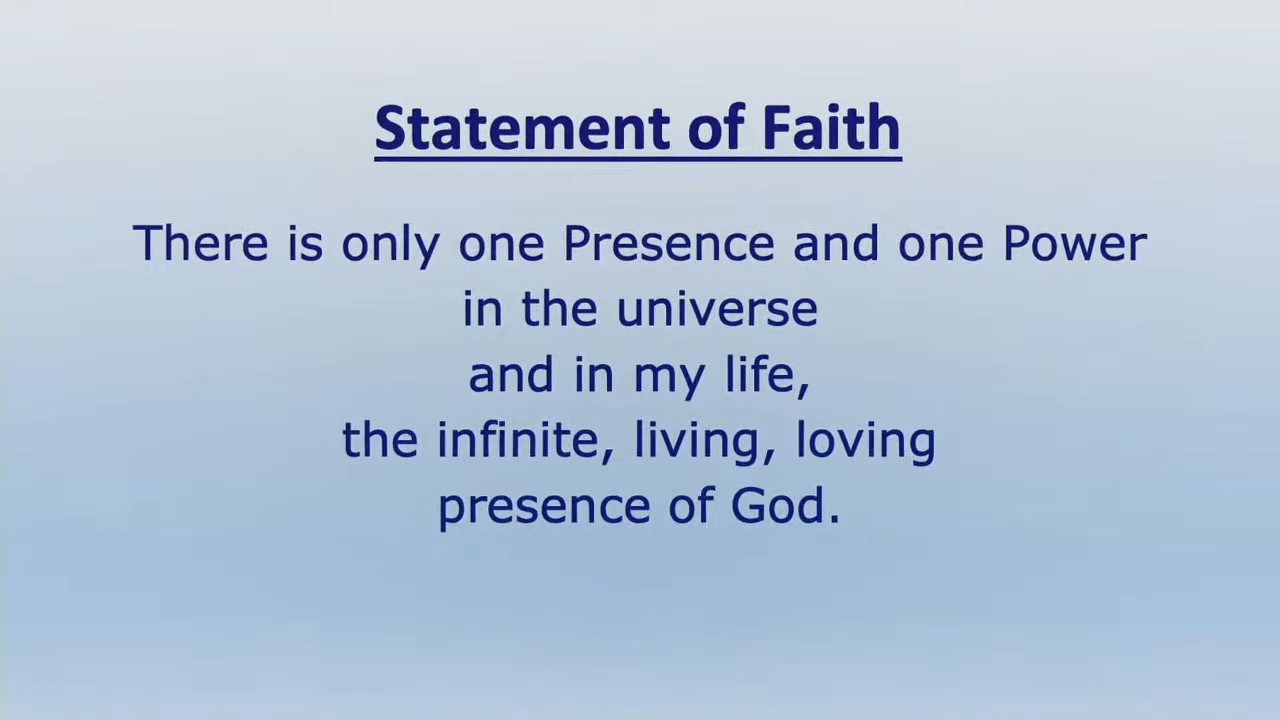 Statement of Faith
There is only one Presence and one Power
in the universe
and in my life,
the infinite, living, loving
presence of God.